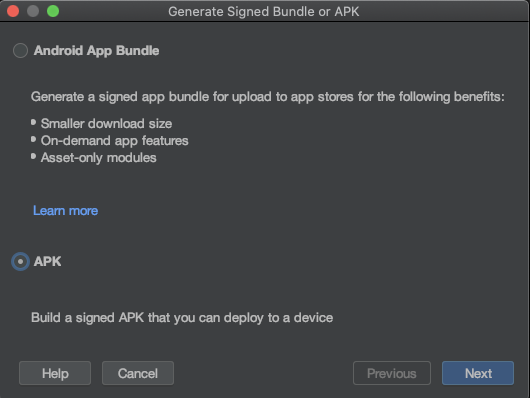 Generate Signed Bundle or APK
Android App Bundle
Generate a signed app bundle for upload to app stores for the following benefits:
Smaller download size
On-demand app features
Asset-only modules
Learn more
APK
Build a signed APK that you can deploy to a device
Help Cancel Previous Next